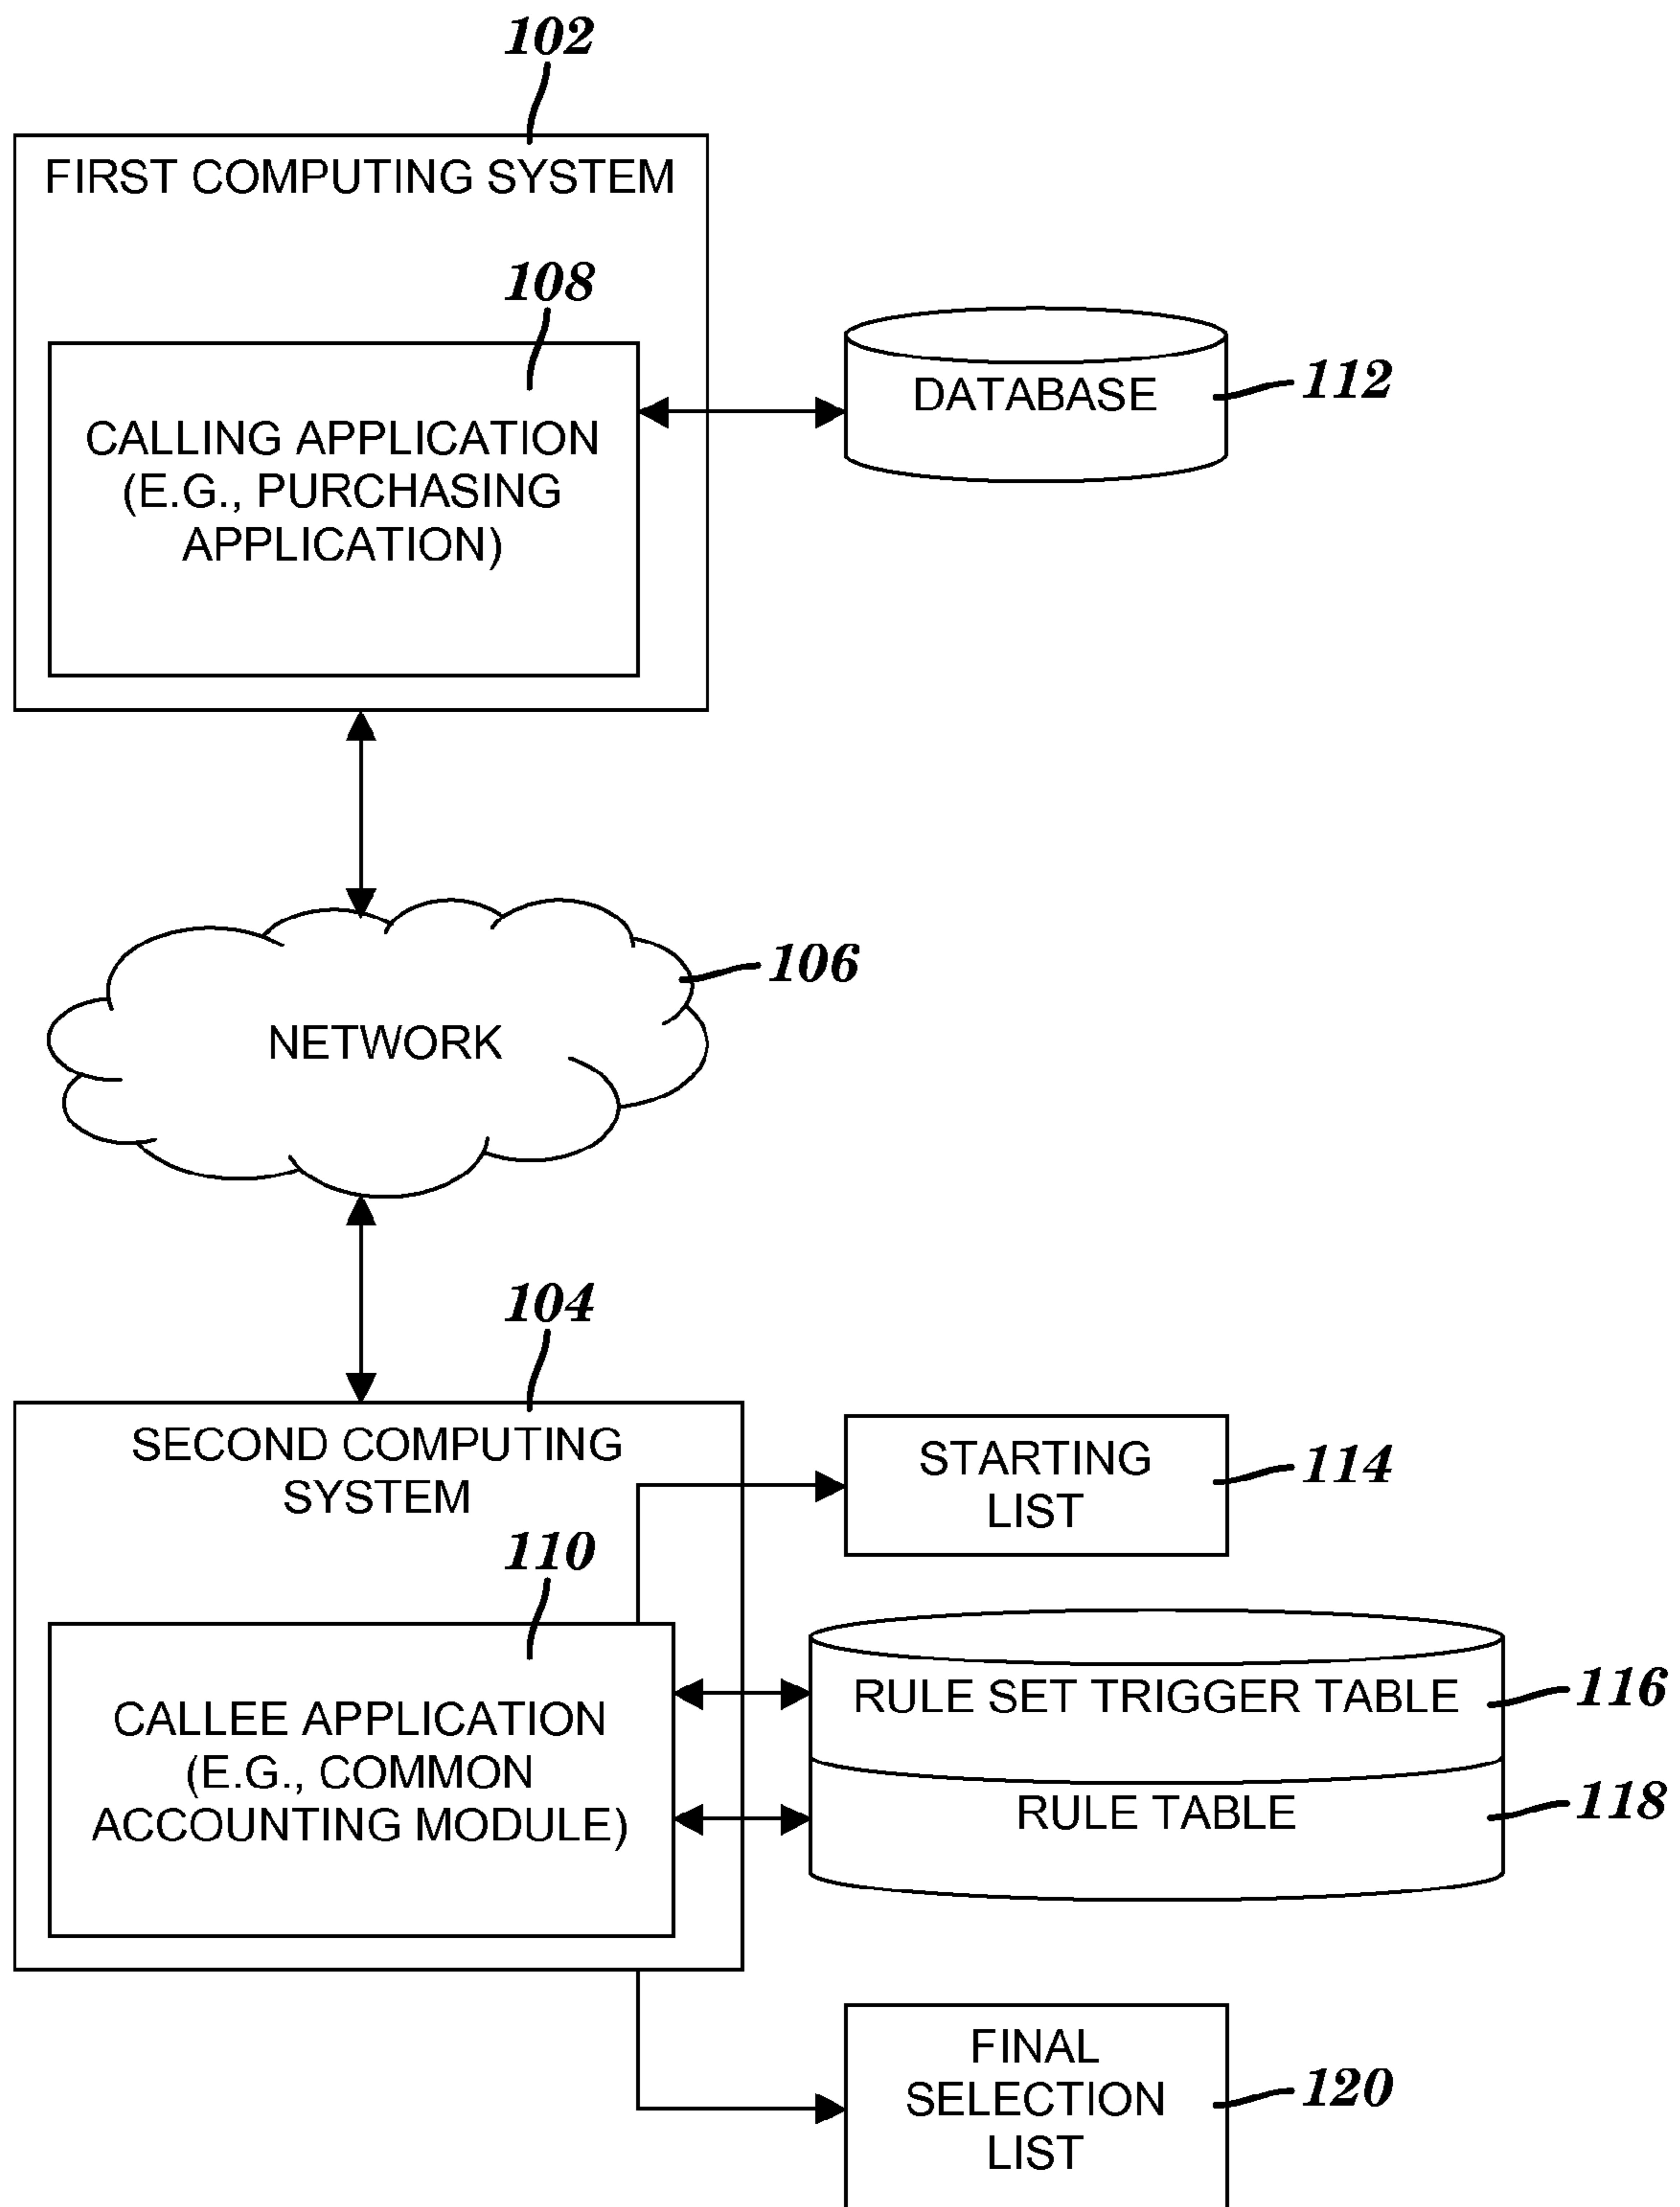 102
FIRST COMPUTING SYSTEM
108
CALLING APPLICATION
(E.G., PURCHASING
APPLICATION)
DATABASE
112
106
NETWORK
104
SECOND COMPUTING
SYSTEM
110
CALLEE APPLICATION
(E.G., COMMON
ACCOUNTING MODULE)
STARTING
LIST
114
RULE SET TRIGGER TABLE
116
RULE TABLE
118
FINAL
SELECTION
LIST
120